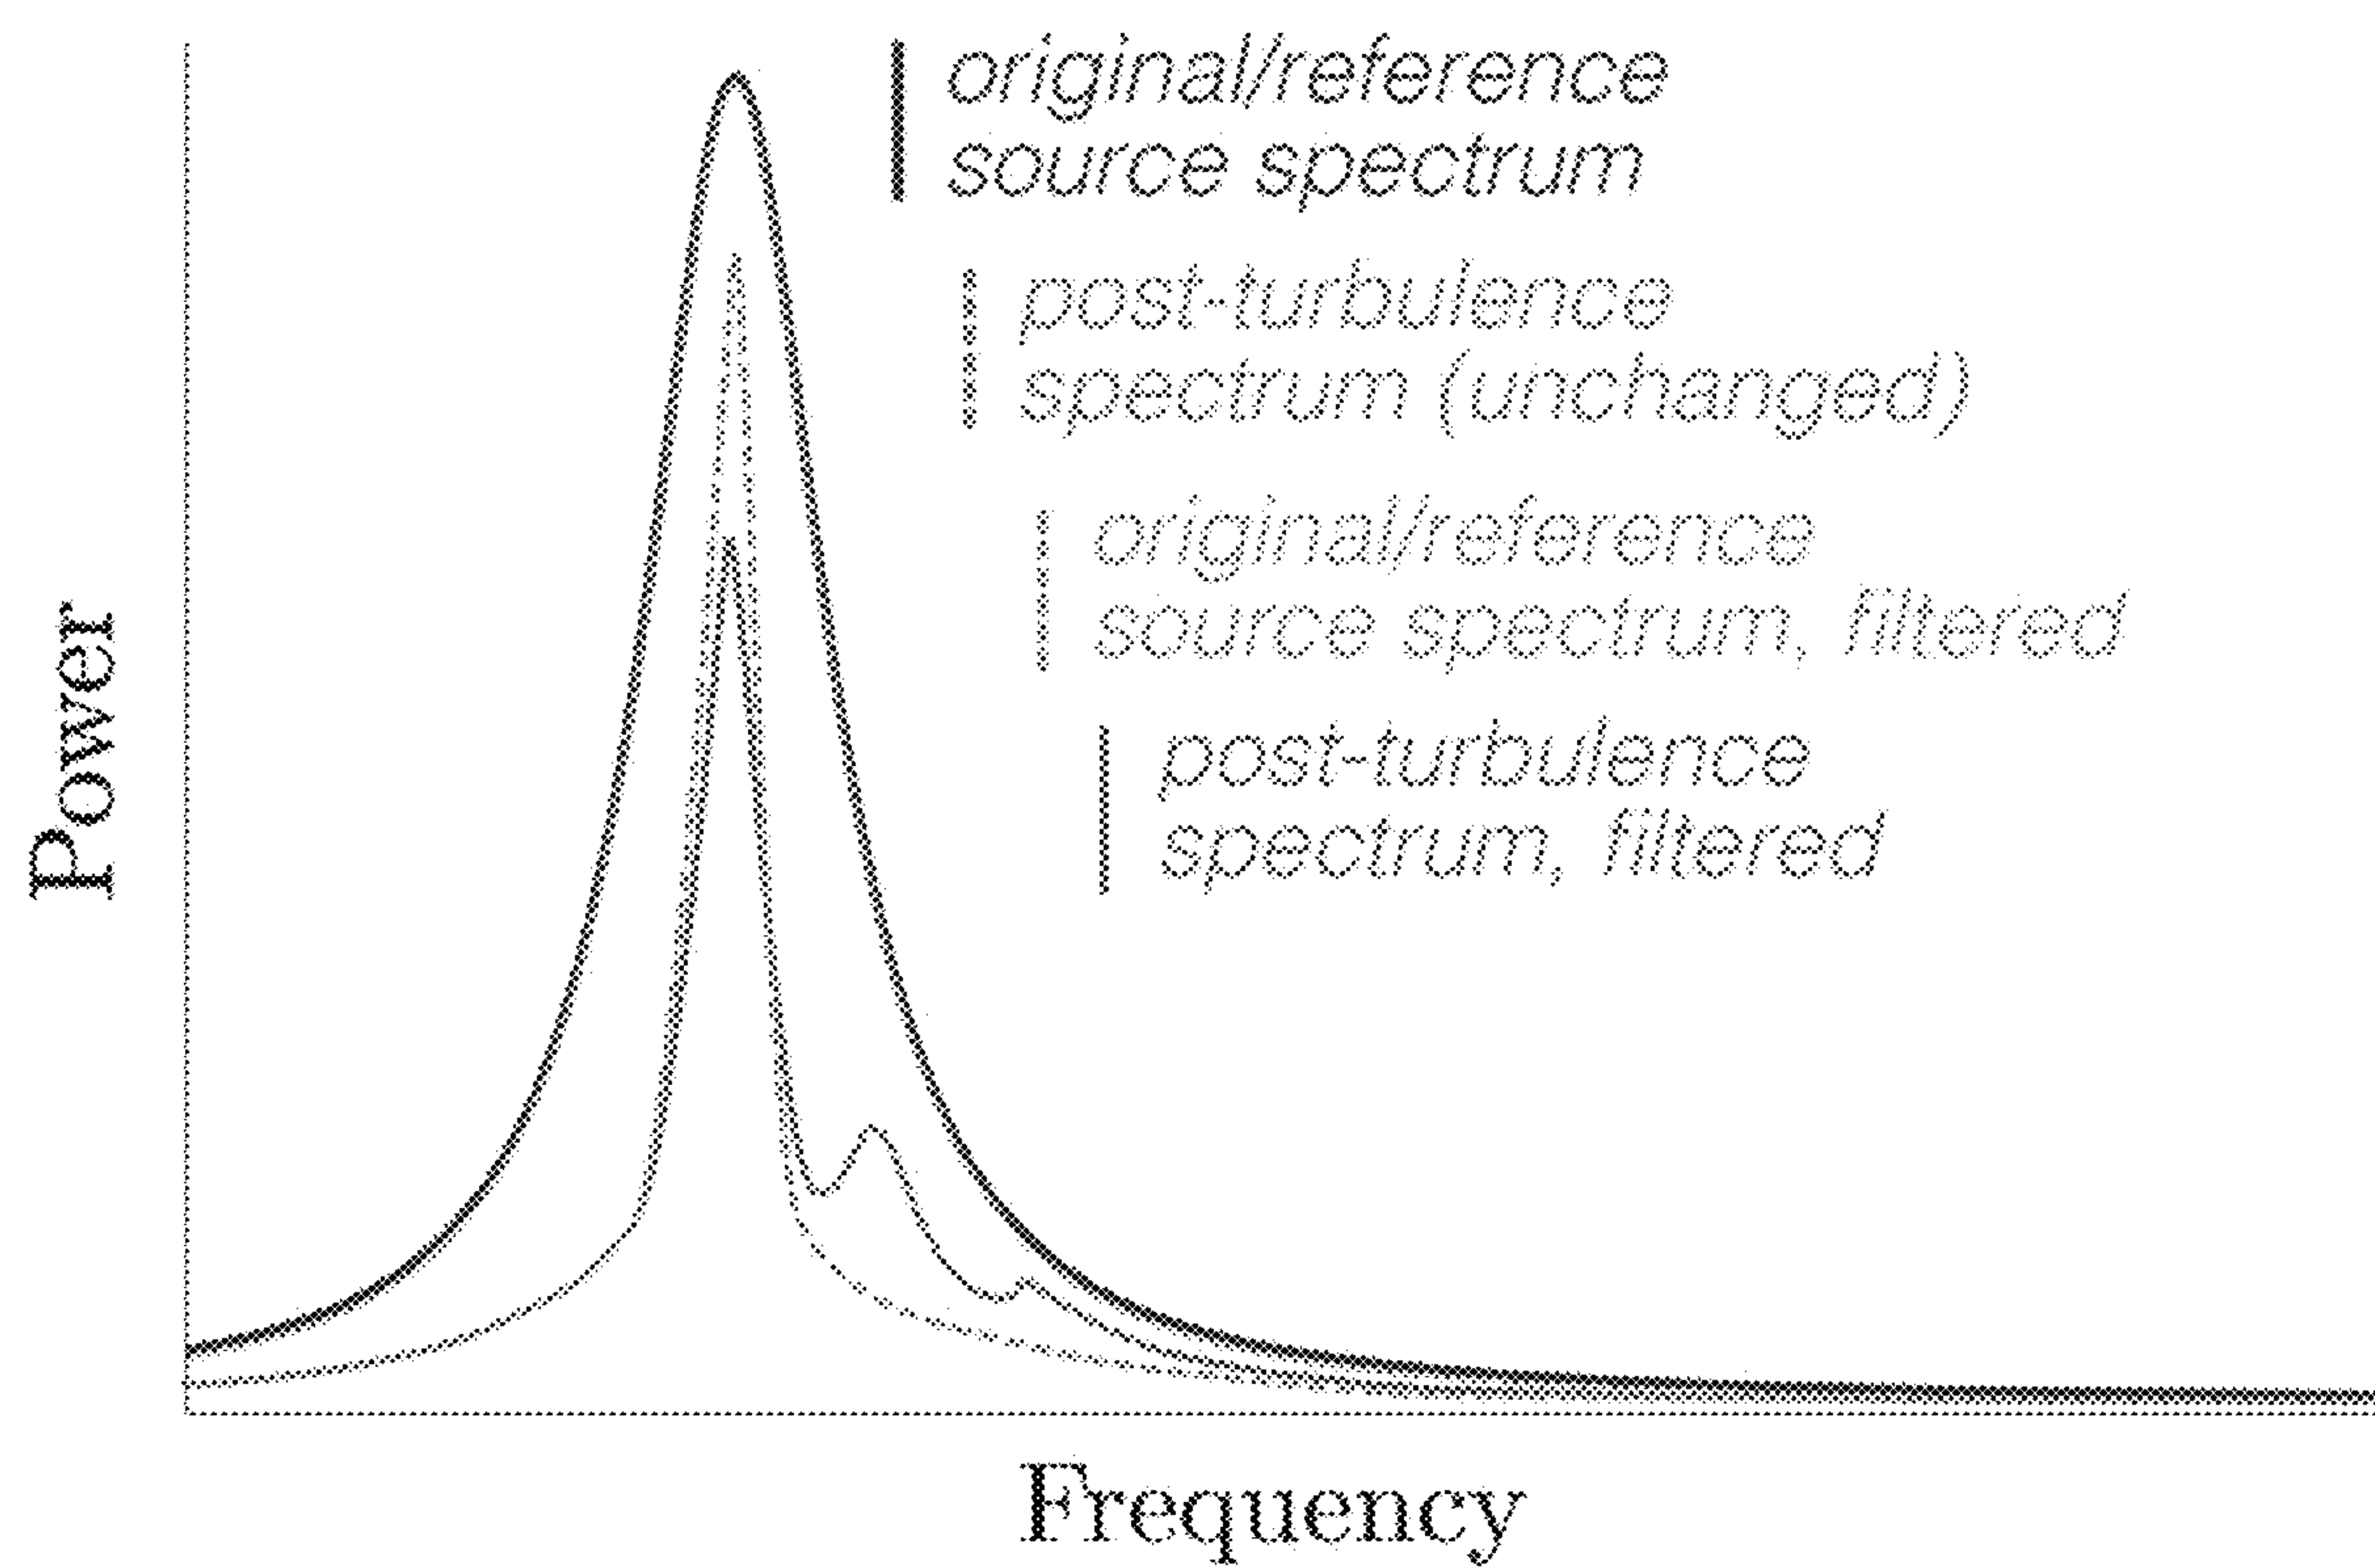 original/reference
source spectrum
post-turbulence
spectrum (unchanged)
original/reference
source spectrum, filtered
post-turbulence
spectrum, filtered
Power
Frequency